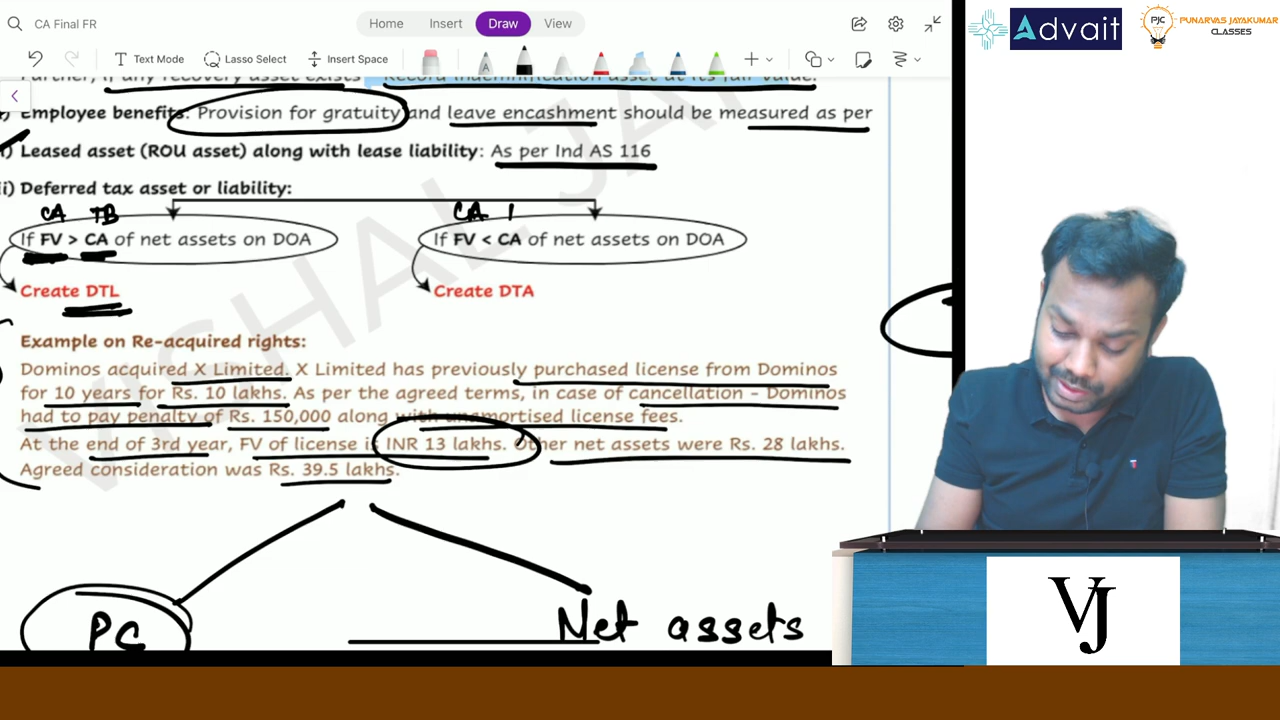 CA Final FR
Home Insert Draw View
Text Mode Lasso Select Insert Space
Advait
PJC PUNARVAS JAYAKUMAR
CLASSES
Further, if any recovery asset exists Record indemnification asset at its full value.
Employee benefits: Provision for gratuity and leave encashment should be measured as per
Leased asset (ROU asset) along with lease liability: As per Ind AS 116
ii) Deferred tax asset or liability:
CA TB CA
If FV > CA of net assets on DOA If FV < CA of net assets on DOA
Create DTL Create DTA
Example on Re-acquired rights:
Dominos acquired X Limited. X Limited has previously purchased license from Dominos
for 10 years for Rs. 10 lakhs. As per the agreed terms, in case of cancellation - Dominos
had to pay penalty of Rs. 150,000 along with unamortised license fees.
At the end of 3rd year, FV of license is INR 13 lakhs. Other net assets were Rs. 28 lakhs.
Agreed consideration was Rs. 39.5 lakhs.
PC Net assets
VJ